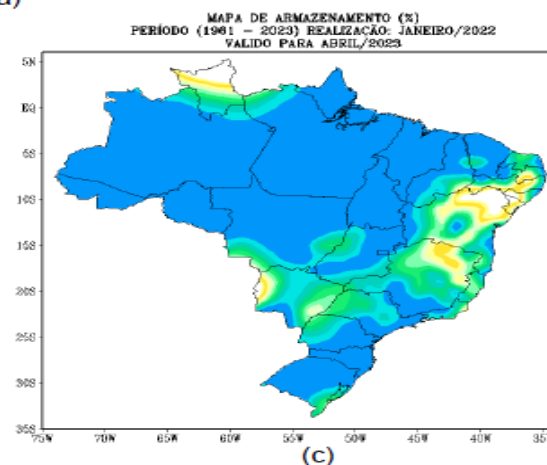 MAPA DE ARMAZENAMENTO (%)
PERÍODO (1961 - 2023) REALIZAÇÃO: JANEIRO/2022
VALIDO PARA ABRIL/2023
5N
EQ
5S
10S
15S
20S
25S
30S
35S
75W 70W 65W 60W 55W 50W 45W 40W
(c)